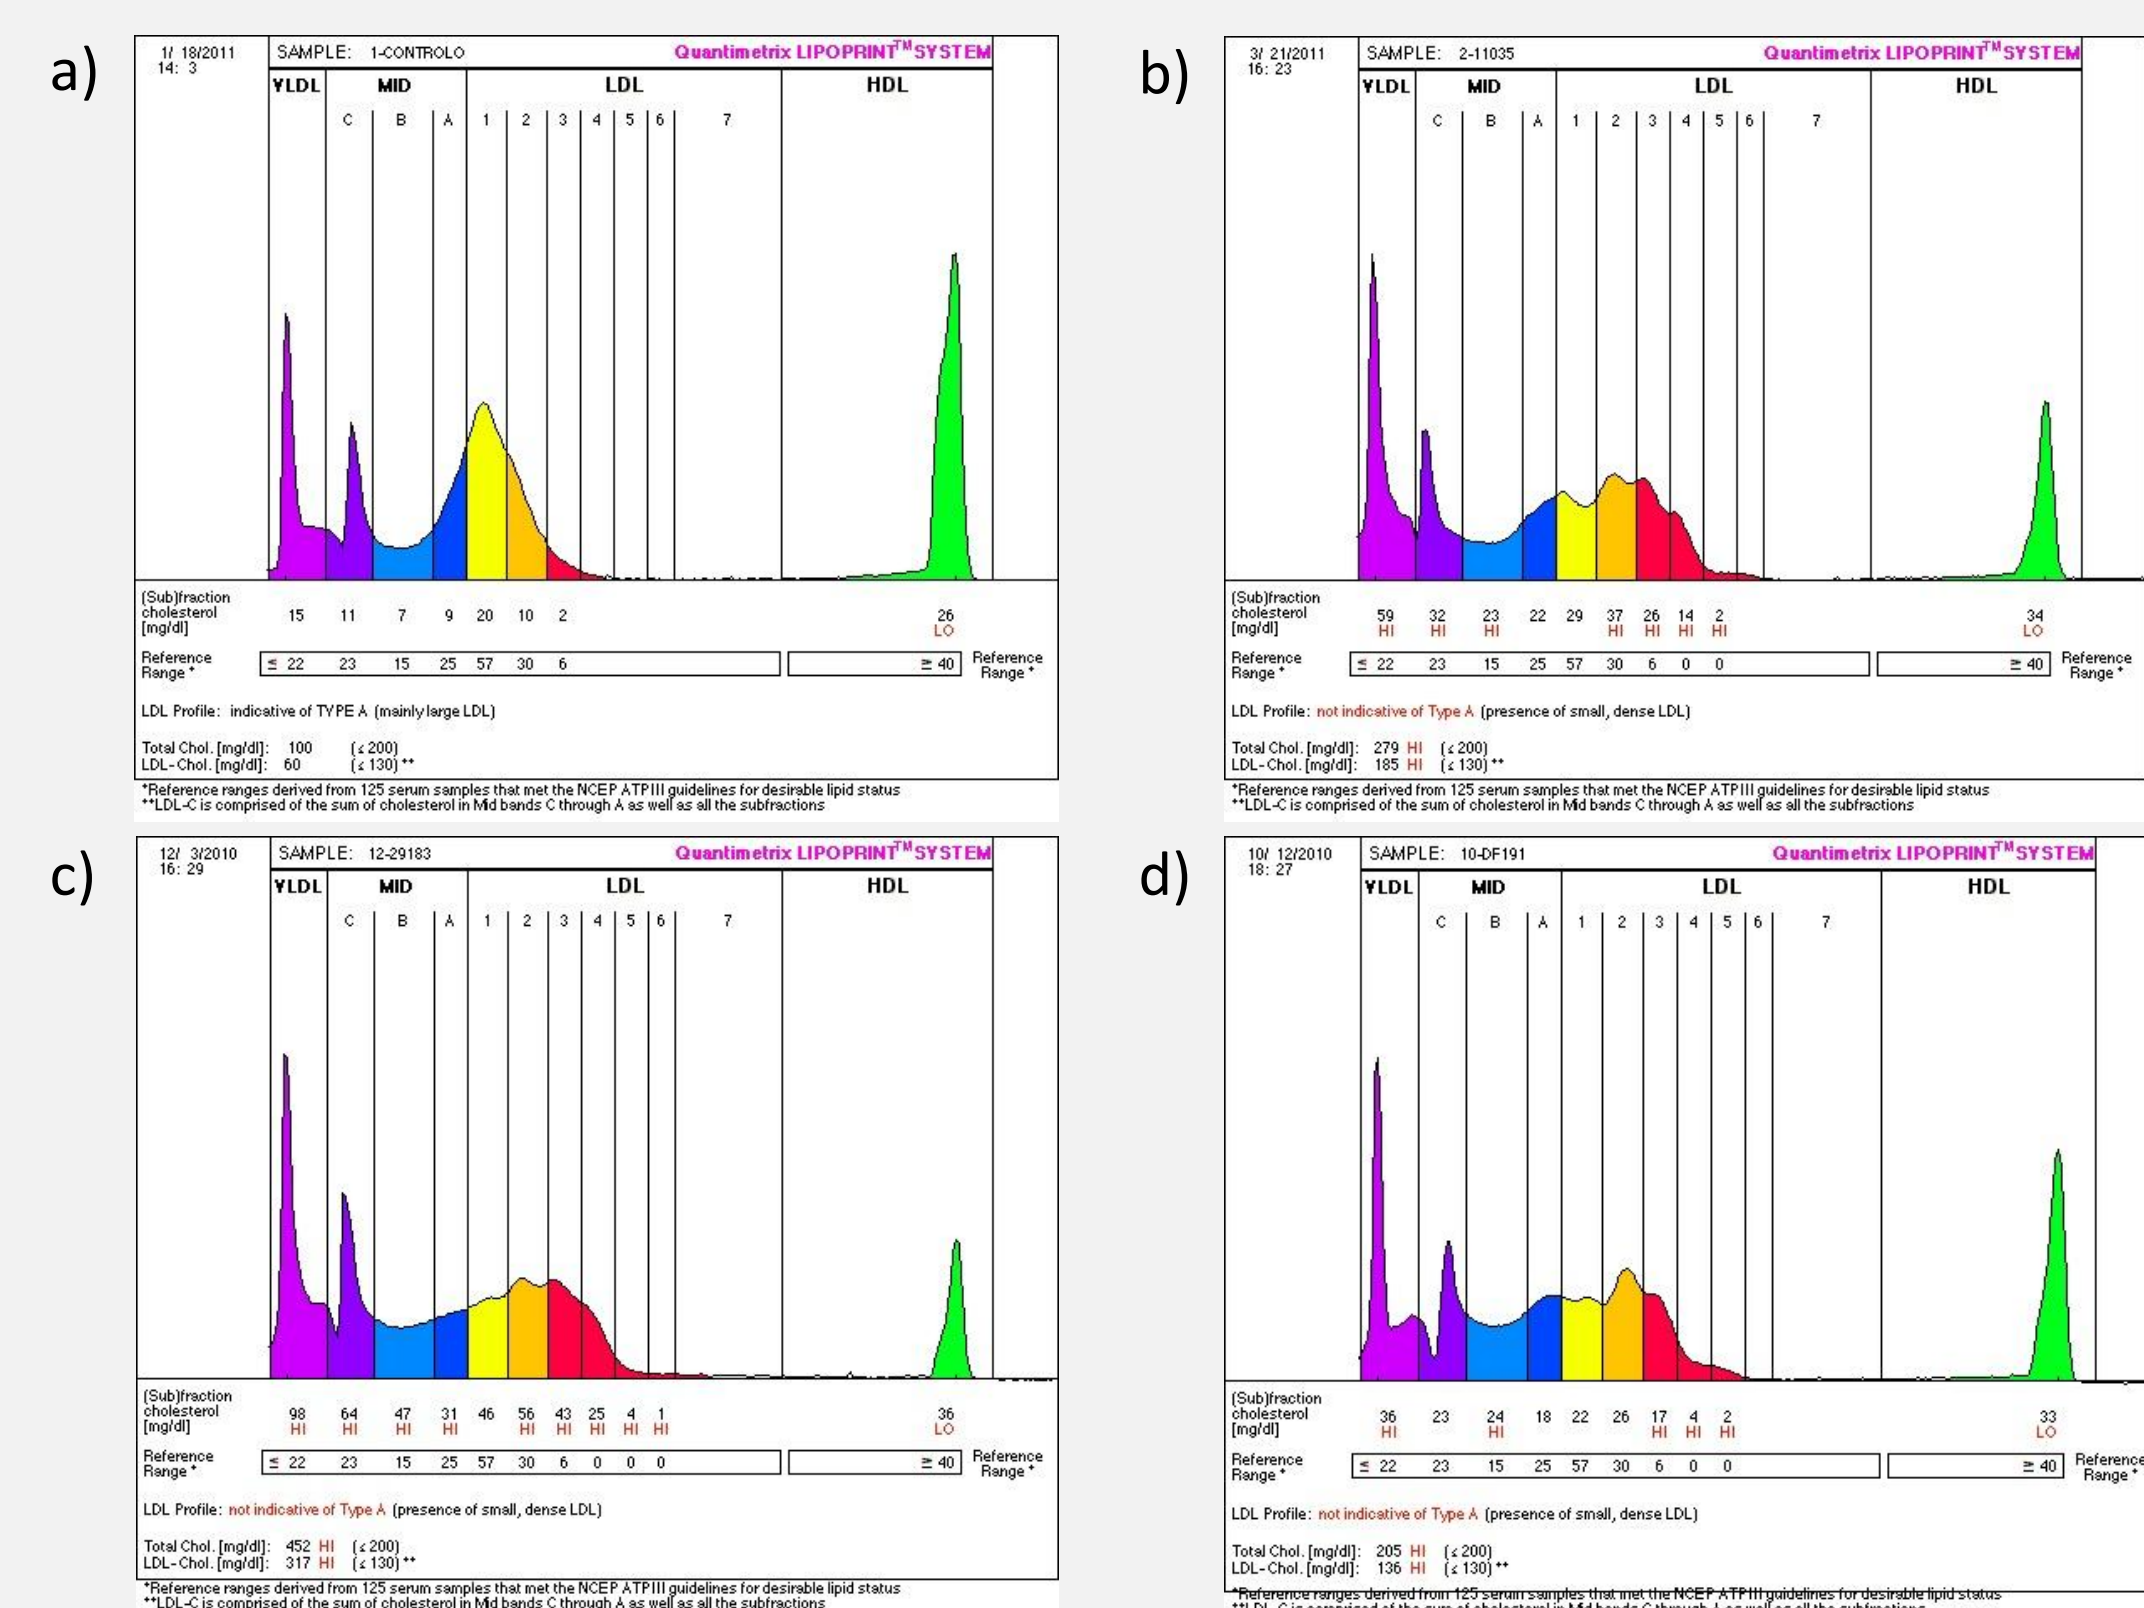 a)
1/ 18/2011
14: 3
SAMPLE: 1-CONTROLO Quantimetrix LIPOPRINT™ SYSTEM
VLDL MID LDL HDL
C B A 1 2 3 4 5 6 7
(Sub)fraction
cholesterol
[mg/dl]
15 11 7 9 20 10 2 26
LO
Reference
Range *
≤ 22 23 15 25 57 30 6 ≥ 40
Reference
Range *
LDL Profile: indicative of TYPE A (mainly large LDL)
Total Chol. [mg/dl]: 100 (≤ 200)
LDL-Chol. [mg/dl]: 60 (≤ 130) **
*Reference ranges derived from 125 serum samples that met the NCEP ATPIII guidelines for desirable lipid status
**LDL-C is comprised of the sum of cholesterol in Mid bands C through A as well as all the subfractions
b)
3/ 21/2011
16: 23
SAMPLE: 2-11035 Quantimetrix LIPOPRINT™ SYSTEM
VLDL MID LDL HDL
C B A 1 2 3 4 5 6 7
(Sub)fraction
cholesterol
[mg/dl]
59 32 23 22 29 37 26 14 2 34
HI HI HI HI HI HI HI LO
Reference
Range *
≤ 22 23 15 25 57 30 6 0 0 ≥ 40
Reference
Range *
LDL Profile: not indicative of Type A (presence of small, dense LDL)
Total Chol. [mg/dl]: 279 HI (≤ 200)
LDL-Chol. [mg/dl]: 185 HI (≤ 130) **
*Reference ranges derived from 125 serum samples that met the NCEP ATPIII guidelines for desirable lipid status
**LDL-C is comprised of the sum of cholesterol in Mid bands C through A as well as all the subfractions
c)
12/ 3/2010
16: 29
SAMPLE: 12-29183 Quantimetrix LIPOPRINT™ SYSTEM
VLDL MID LDL HDL
C B A 1 2 3 4 5 6 7
(Sub)fraction
cholesterol
[mg/dl]
98 64 47 31 46 56 43 25 4 1 36
HI HI HI HI HI HI HI HI HI LO
Reference
Range *
≤ 22 23 15 25 57 30 6 0 0 0 ≥ 40
Reference
Range *
LDL Profile: not indicative of Type A (presence of small, dense LDL)
Total Chol. [mg/dl]: 452 HI (≤ 200)
LDL-Chol. [mg/dl]: 317 HI (≤ 130) **
*Reference ranges derived from 125 serum samples that met the NCEP ATPIII guidelines for desirable lipid status
**LDL-C is comprised of the sum of cholesterol in Mid bands C through A as well as all the subfractions
d)
10/ 12/2010
18: 27
SAMPLE: 10-DF191 Quantimetrix LIPOPRINT™ SYSTEM
VLDL MID LDL HDL
C B A 1 2 3 4 5 6 7
(Sub)fraction
cholesterol
[mg/dl]
36 23 24 18 22 26 17 4 2 33
HI HI HI HI HI LO
Reference
Range *
≤ 22 23 15 25 57 30 6 0 0 ≥ 40
Reference
Range *
LDL Profile: not indicative of Type A (presence of small, dense LDL)
Total Chol. [mg/dl]: 205 HI (≤ 200)
LDL-Chol. [mg/dl]: 136 HI (≤ 130) **
*Reference ranges derived from 125 serum samples that met the NCEP ATPIII guidelines for desirable lipid status
**LDL-C is comprised of the sum of cholesterol in Mid bands C through A as well as all the subfractions